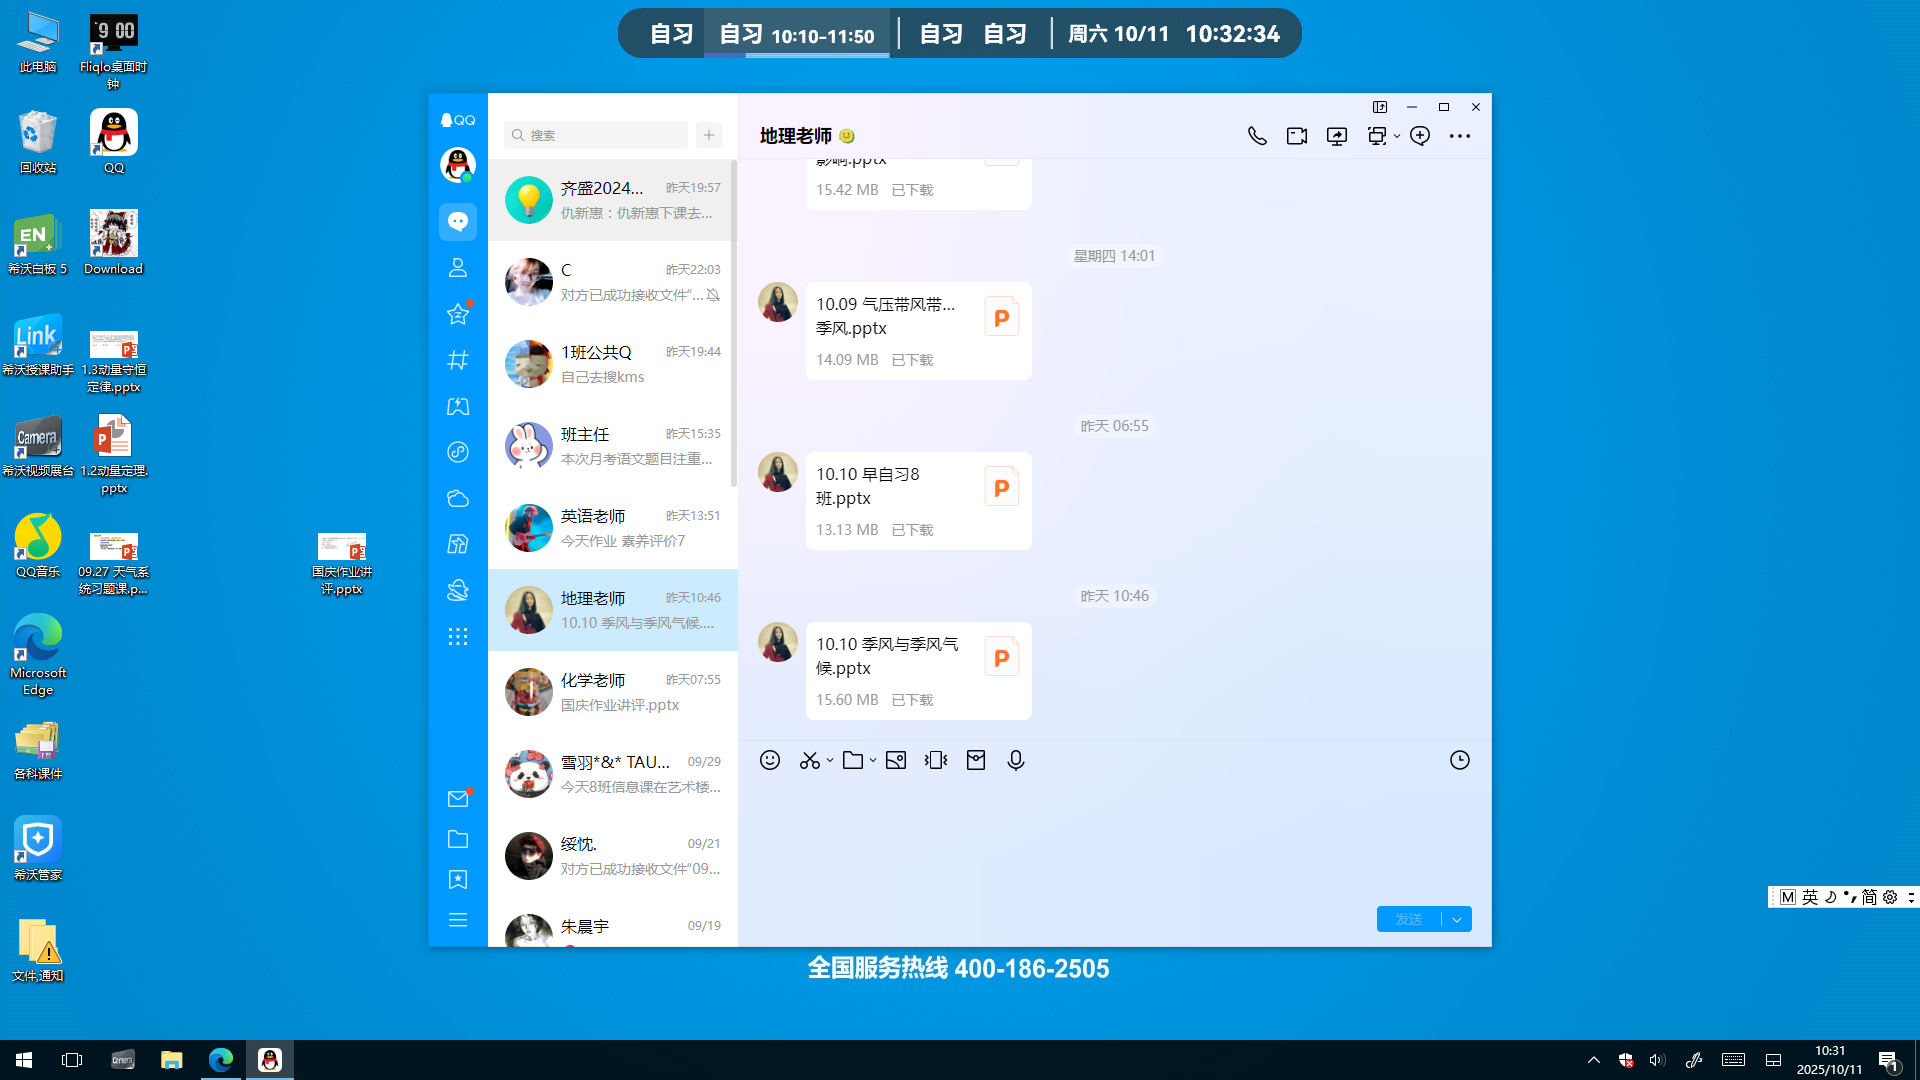 自习 自习 10:10-11:50 自习 自习 周六 10/11 10:32:34
此电脑
Fliqlo桌面时
钟
回收站
QQ
EN
希沃白板 5
Download
Link
希沃授课助手
1.3动量守恒
定律.pptx
Camera
希沃视频展台
1.2动量定理.
pptx
QQ音乐
09.27 天气系
统习题课.p...
国庆作业讲
评.pptx
Microsoft
Edge
各科课件
希沃管家
文件,通知
QQ
搜索
齐盛2024... 昨天19:57
仇新惠：仇新惠下课去...
C 昨天22:03
对方已成功接收文件“...
1班公共Q 昨天19:44
自己去搜kms
班主任 昨天15:35
本次月考语文题目注重...
英语老师 昨天13:51
今天作业 素养评价7
地理老师 昨天10:46
10.10 季风与季风气候....
化学老师 昨天07:55
国庆作业讲评.pptx
雪羽*&* TAU... 09/29
今天8班信息课在艺术楼...
绥忱. 09/21
对方已成功接收文件“09...
朱晨宇 09/19
地理老师
影响.pptx
15.42 MB 已下载
星期四 14:01
10.09 气压带风带...
季风.pptx
14.09 MB 已下载
昨天 06:55
10.10 早自习8
班.pptx
13.13 MB 已下载
昨天 10:46
10.10 季风与季风气
候.pptx
15.60 MB 已下载
发送
M 英 简
全国服务热线 400-186-2505
10:31
2025/10/11
1